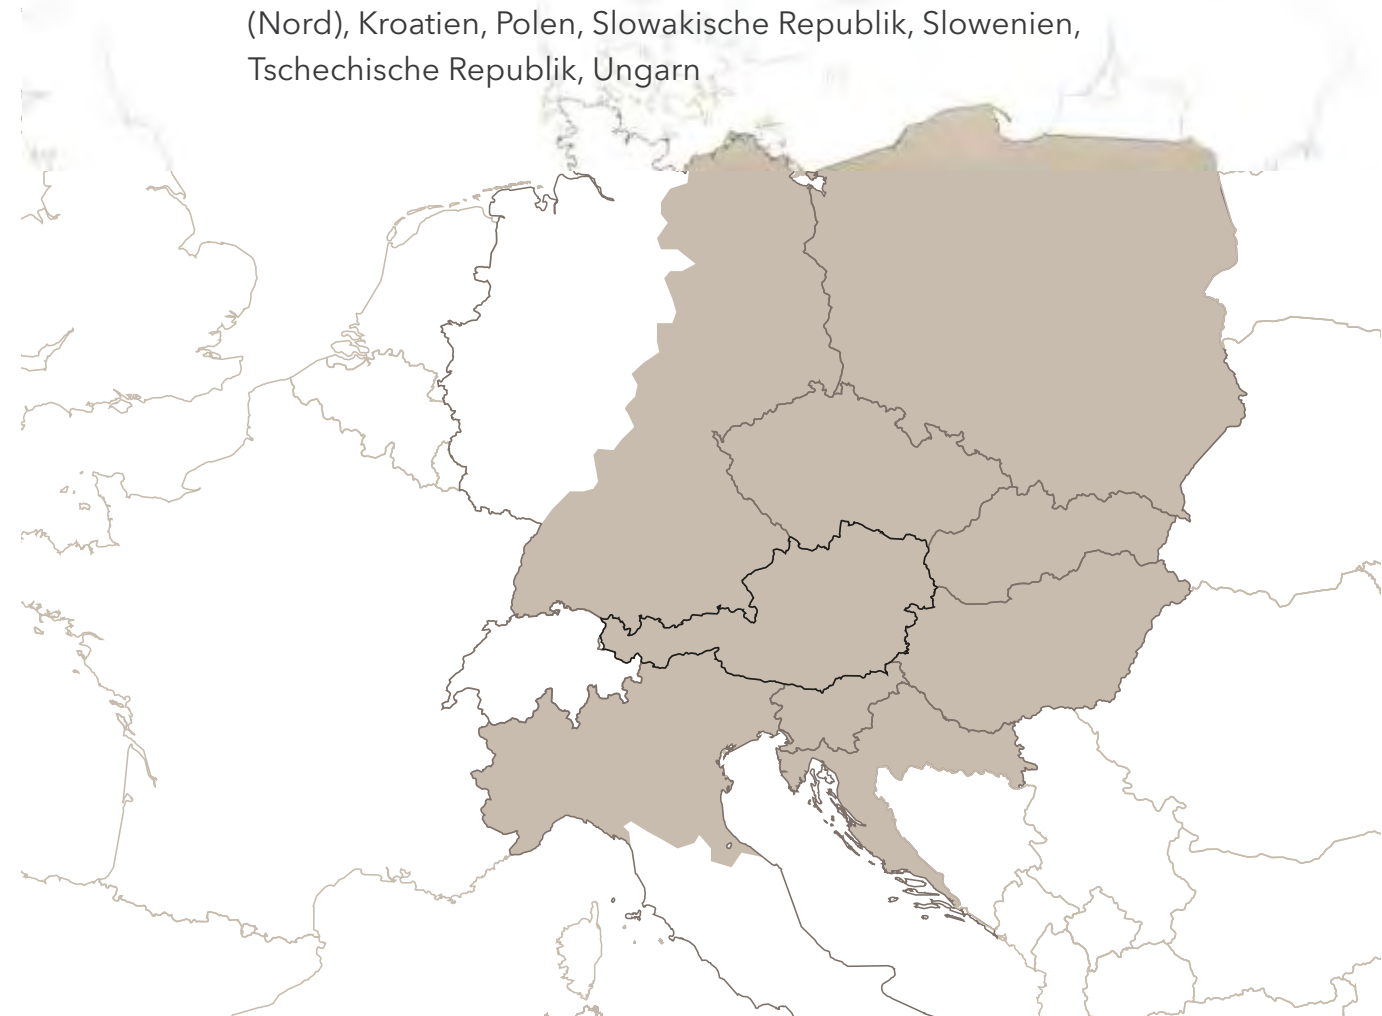 (Nord), Kroatien, Polen, Slowakische Republik, Slowenien,
Tschechische Republik, Ungarn